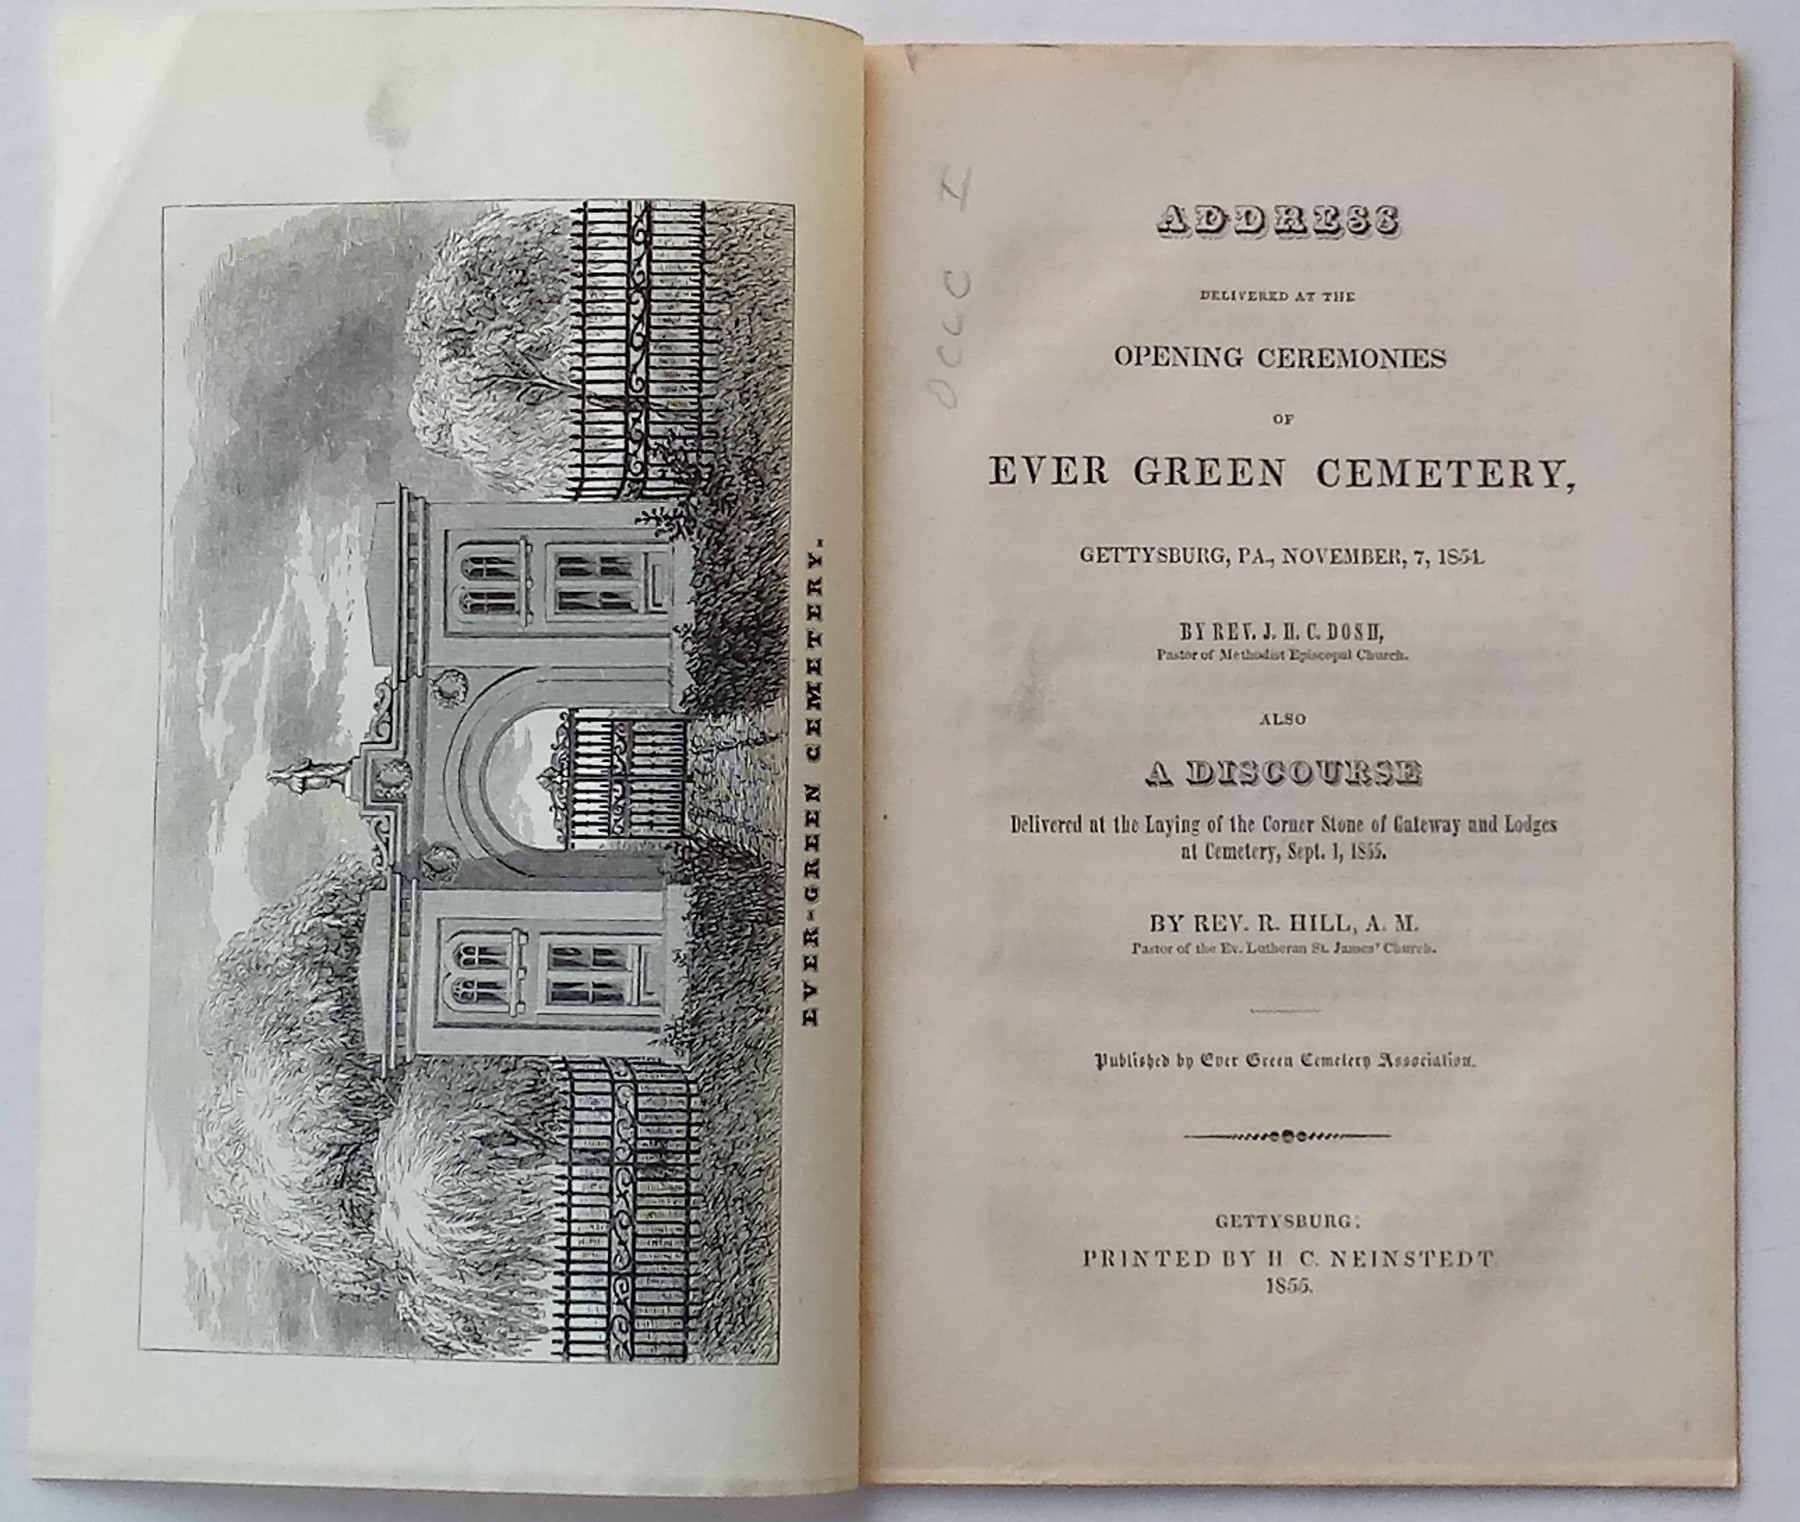 EVER-GREEN CEMETERY.
ADDRESS
DELIVERED AT THE
OPENING CEREMONIES
OF
EVER GREEN CEMETERY,
GETTYSBURG, PA., NOVEMBER, 7, 1854.
BY REV. J. H. C. DOSH,
Pastor of Methodist Episcopal Church.
ALSO
A DISCOURSE
Delivered at the Laying of the Corner Stone of Gateway and Lodges
at Cemetery, Sept. 1, 1855.
BY REV. R. HILL, A. M.
Pastor of the Ev. Lutheran St. James' Church.
Published by Ever Green Cemetery Association.
GETTYSBURG:
PRINTED BY H. C. NEINSTEDT
1855.